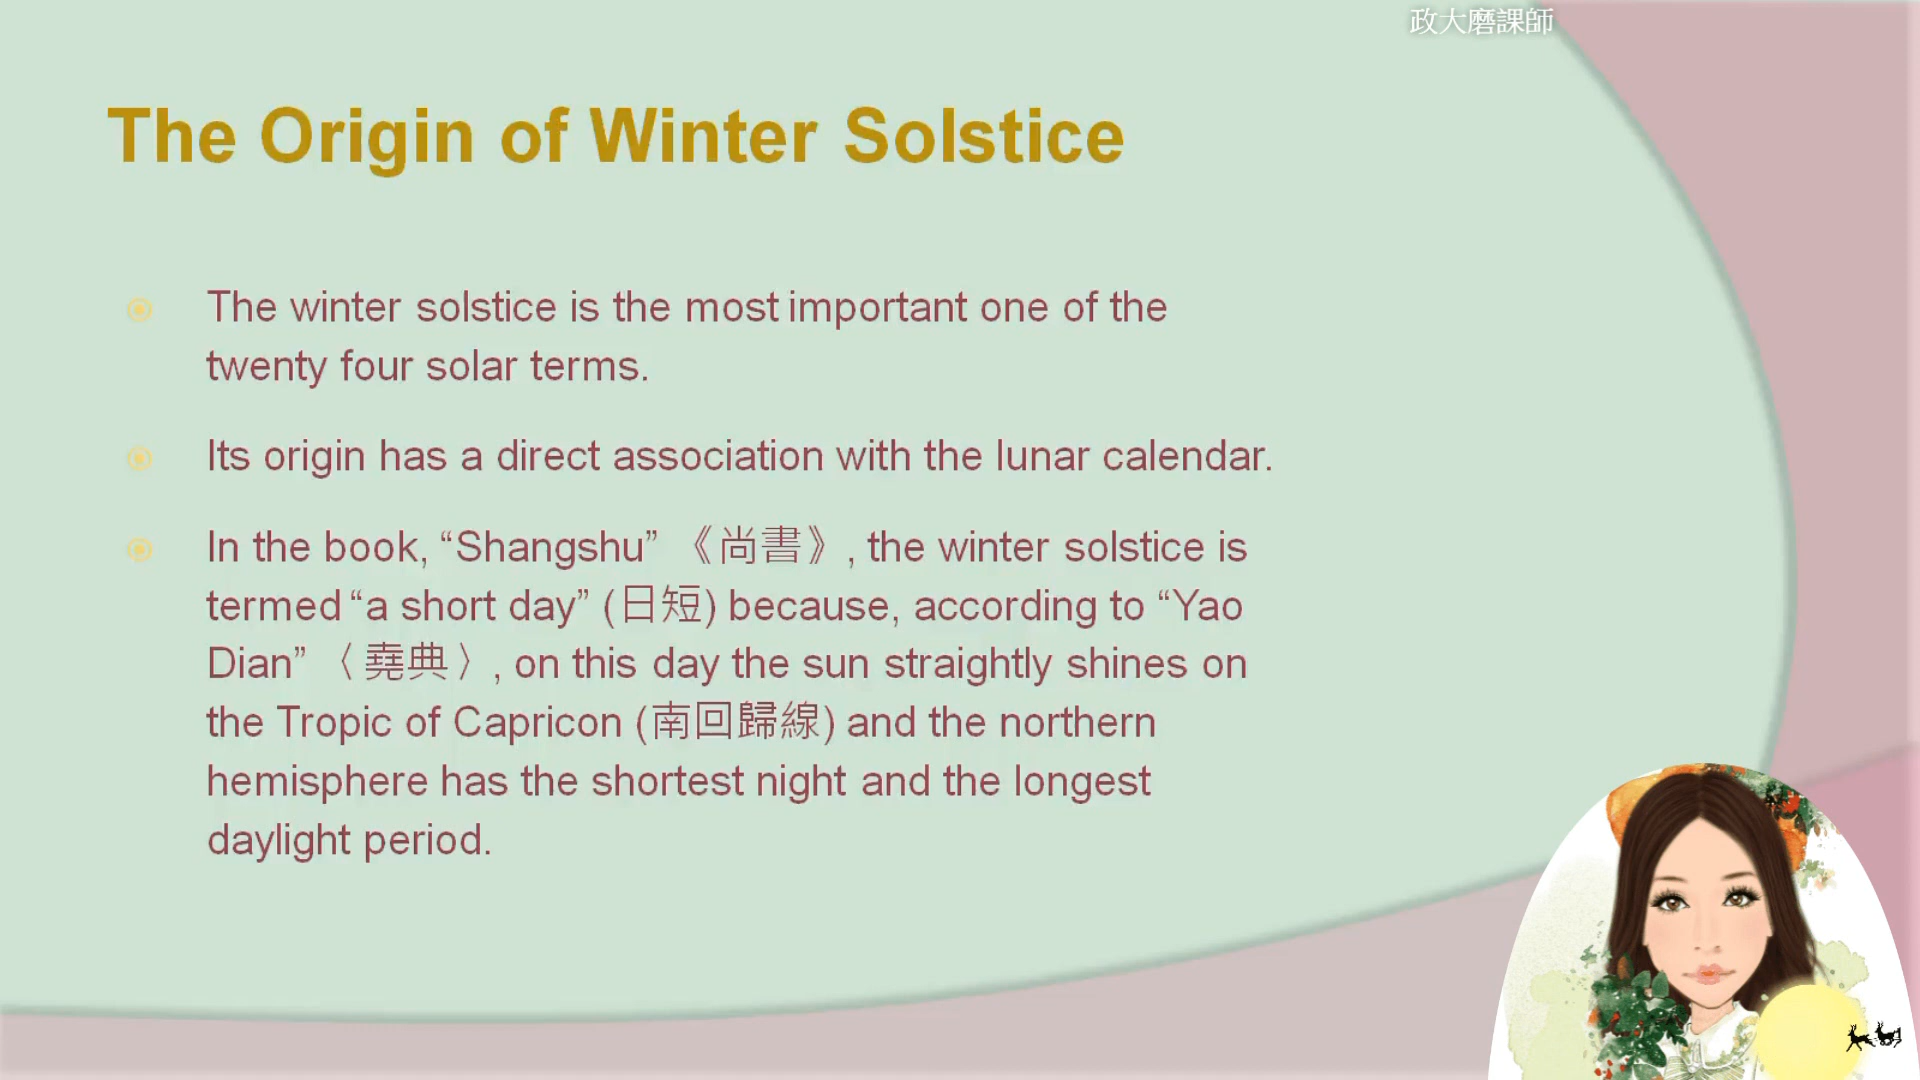 政大磨課師
The Origin of Winter Solstice
The winter solstice is the most important one of the
twenty four solar terms.
Its origin has a direct association with the lunar calendar.
In the book, “Shangshu” 《尚書》, the winter solstice is
termed “a short day” (日短) because, according to “Yao
Dian” 〈堯典〉, on this day the sun straightly shines on
the Tropic of Capricon (南回歸線) and the northern
hemisphere has the shortest night and the longest
daylight period.